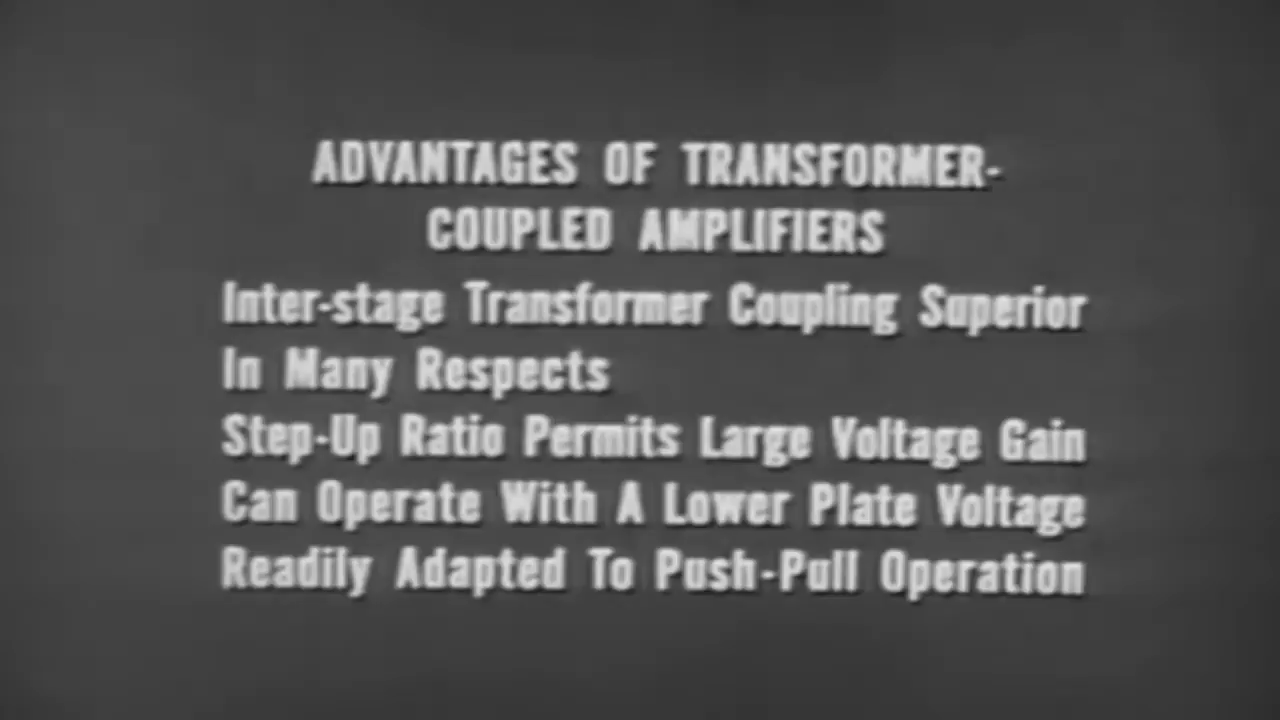 ADVANTAGES OF TRANSFORMER-
COUPLED AMPLIFIERS
Inter-stage Transformer Coupling Superior
In Many Respects
Step-Up Ratio Permits Large Voltage Gain
Can Operate With A Lower Plate Voltage
Readily Adapted To Push-Pull Operation